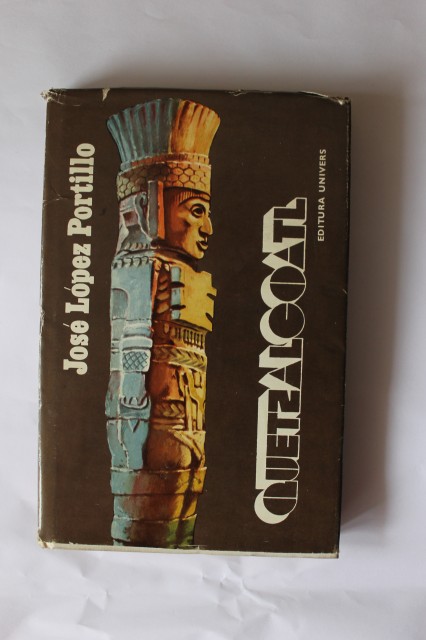 José López Portillo
QUETZALCOATL
EDITURA UNIVERS